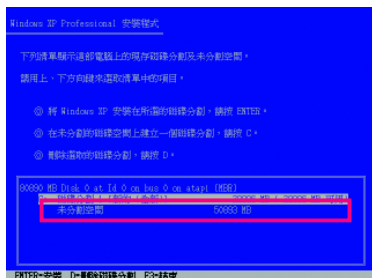 Windows XP Professional 安裝程式
下列清單顯示這部電腦上的現存磁碟分割及未分割空間。
請用上、下方向鍵來選取清單中的項目。
◎ 將 Windows XP 安裝在所選的磁碟分割，請按 ENTER。
◎ 在未分割的磁碟空間上建立一個磁碟分割，請按 C。
◎ 刪除選取的磁碟分割，請按 D。
80890 MB Disk 0 at Id 0 on bus 0 on atapi [MBR]
未分割空間 50893 MB
ENTER=安裝 D=刪除磁碟分割 F3=結束